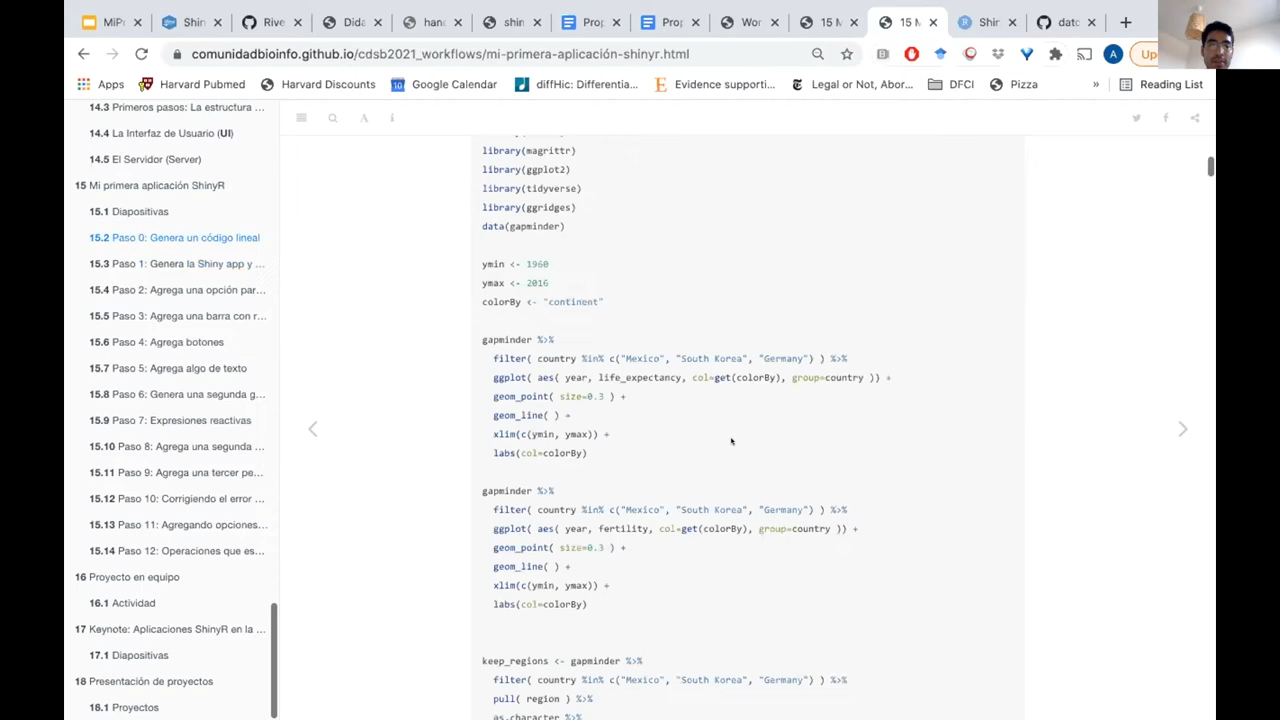 MiPa
Shin
Rive
Dida
hand
shin
Prop
Prop
Wor
15 M
15 M
Shin
dato
comunidadbioinfo.github.io/cdsb2021_workflows/mi-primera-aplicación-shinyr.html
A
Up
Apps
Harvard Pubmed
Harvard Discounts
Google Calendar
diffHic: Differentia...
Evidence supporti...
Legal or Not, Abor...
DFCI
Pizza
»
Reading List
14.3 Primeros pasos: La estructura ...
14.4 La Interfaz de Usuario (UI)
14.5 El Servidor (Server)
15 Mi primera aplicación ShinyR
15.1 Diapositivas
15.2 Paso 0: Genera un código lineal
15.3 Paso 1: Genera la Shiny app y ...
15.4 Paso 2: Agrega una opción par...
15.5 Paso 3: Agrega una barra con r...
15.6 Paso 4: Agrega botones
15.7 Paso 5: Agrega algo de texto
15.8 Paso 6: Genera una segunda g...
15.9 Paso 7: Expresiones reactivas
15.10 Paso 8: Agrega una segunda ...
15.11 Paso 9: Agrega una tercer pe...
15.12 Paso 10: Corrigiendo el error ...
15.13 Paso 11: Agregando opciones...
15.14 Paso 12: Operaciones que es...
16 Proyecto en equipo
16.1 Actividad
17 Keynote: Aplicaciones ShinyR en la ...
17.1 Diapositivas
18 Presentación de proyectos
18.1 Proyectos
library(magrittr)
library(ggplot2)
library(tidyverse)
library(ggridges)
data(gapminder)
ymin <- 1960
ymax <- 2016
colorBy <- "continent"
gapminder %>%
filter( country %in% c("Mexico", "South Korea", "Germany") ) %>%
ggplot( aes( year, life_expectancy, col=get(colorBy), group=country )) +
geom_point( size=0.3 ) +
geom_line( ) +
xlim(c(ymin, ymax)) +
labs(col=colorBy)
gapminder %>%
filter( country %in% c("Mexico", "South Korea", "Germany") ) %>%
ggplot( aes( year, fertility, col=get(colorBy), group=country )) +
geom_point( size=0.3 ) +
geom_line( ) +
xlim(c(ymin, ymax)) +
labs(col=colorBy)
keep_regions <- gapminder %>%
filter( country %in% c("Mexico", "South Korea", "Germany") ) %>%
pull( region ) %>%
as.character %>%